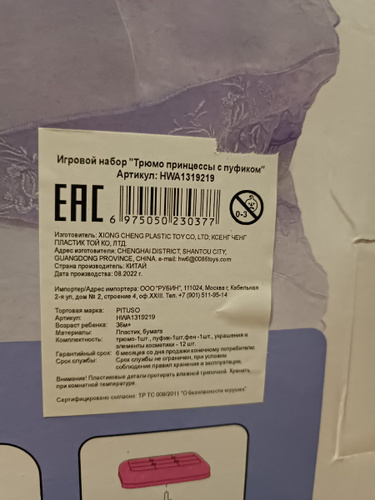 Игровой набор "Трюмо принцессы с пуфиком"
Артикул: HWA1319219
EAC
6 975050 230377
0-3
Изготовитель: XIONG CHENG PLASTIC TOY CO, LTD, КСЕНГ ЧЕНГ
ПЛАСТИК ТОЙ КО, ЛТД.
Адрес изготовителя: CHENGHAI DISTRICT, SHANTOU CITY,
GUANGDONG PROVINCE, CHINA. e-mail: hw6@0086toys.com
Страна производства: КИТАЙ
Дата производства: 08.2022 г.
Импортер/Адрес импортера: ООО "РУБИН", 111024, Москва г, Кабельная
2-я ул, дом № 2, строение 4, оф.XXIII. Тел. +7 (901) 511-95-14
Торговая марка: PITUSO
Артикул: HWA1319219
Возраст ребенка: 36м+
Материалы: Пластик, бумага
Комплектность: трюмо-1шт., пуфик-1шт,фен -1шт., украшения и
элементы косметики - 12 шт.
Гарантийный срок: 6 месяцев со дня продажи конечному потребителю
Срок службы: Срок службы не ограничен, при условии
соблюдения правил хранения и эксплуатации.
Внимание! Пластиковые детали протирать влажной тряпочкой. Хранить
при комнатной температуре.
Сертифицировано согласно: ТР ТС 008/2011 "О безопасности игрушек"